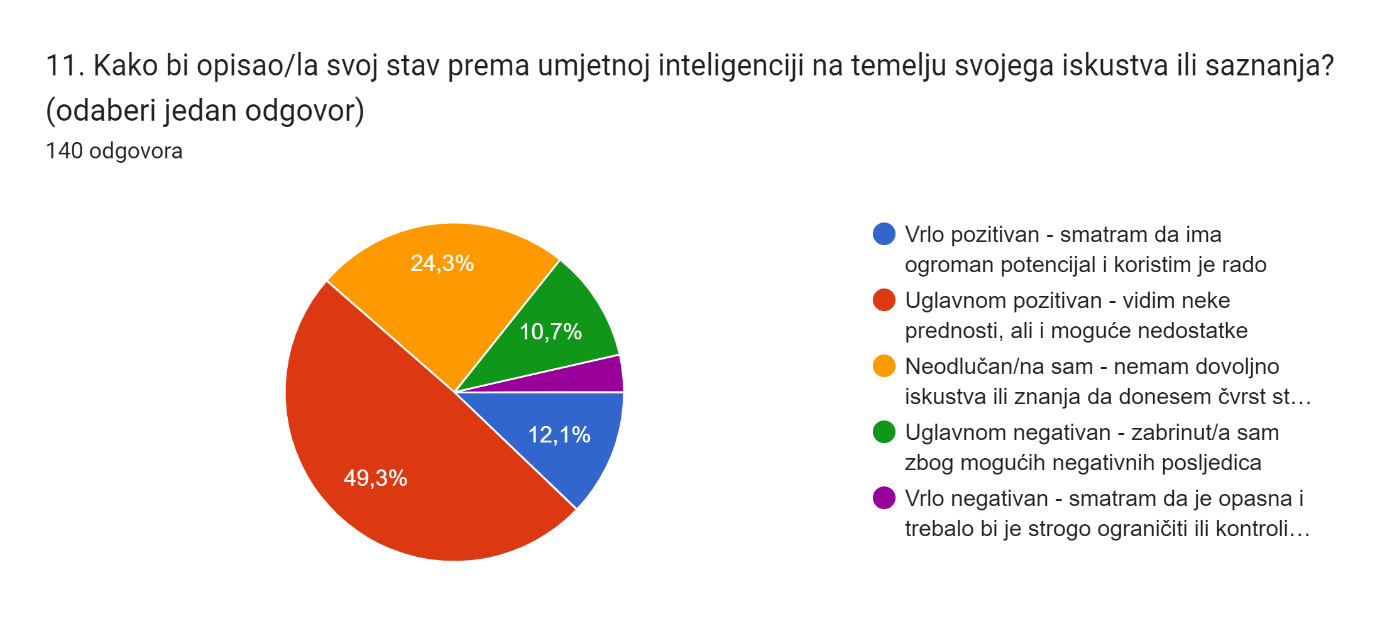 11. Kako bi opisao/la svoj stav prema umjetnoj inteligenciji na temelju svojega iskustva ili saznanja?
(odaberi jedan odgovor)
140 odgovora
24,3%
10,7%
12,1%
49,3%
Vrlo pozitivan - smatram da ima
ogroman potencijal i koristim je rado
Uglavnom pozitivan - vidim neke
prednosti, ali i moguće nedostatke
Neodlučan/na sam - nemam dovoljno
iskustva ili znanja da donesem čvrst st…
Uglavnom negativan - zabrinut/a sam
zbog mogućih negativnih posljedica
Vrlo negativan - smatram da je opasna i
trebalo bi je strogo ograničiti ili kontroli…